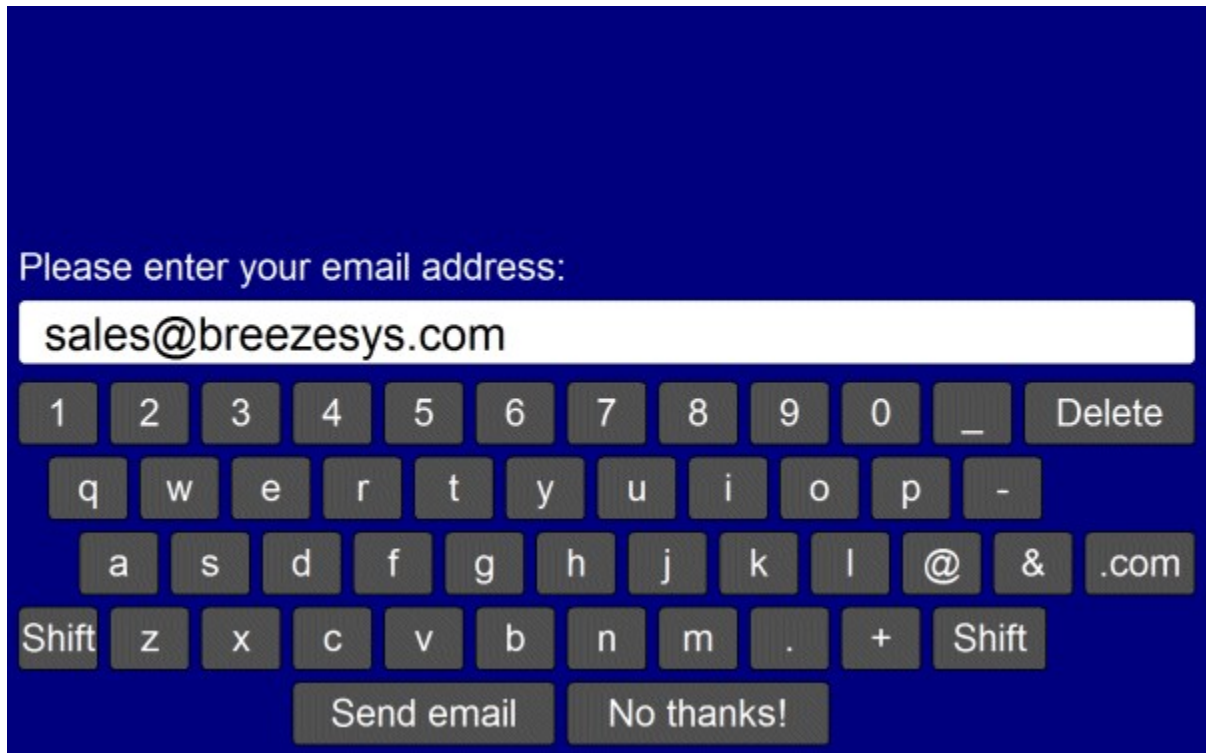 Please enter your email address:
sales@breezesys.com
1 2 3 4 5 6 7 8 9 0 _ Delete
q w e r t y u i o p -
a s d f g h j k l @ & .com
Shift z x c v b n m . + Shift
Send email No thanks!